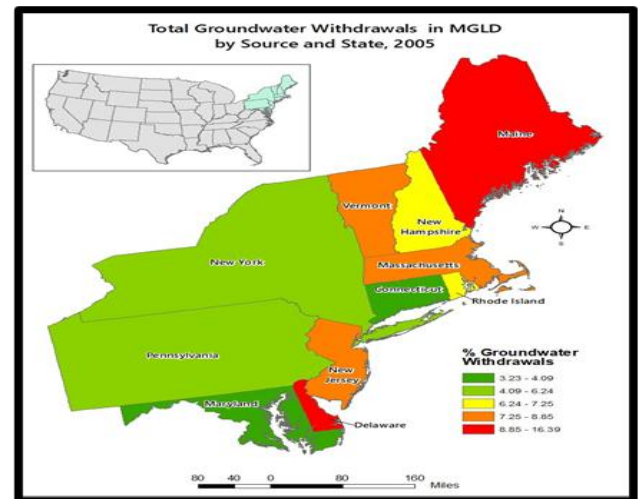 Total Groundwater Withdrawals in MGLD
by Source and State, 2005
Maine
Vermont
New
Hampshire
New York
Massachusetts
Connecticut
Rhode Island
Pennsylvania
New
Jersey
Maryland
Delaware
N
W
E
S
% Groundwater
Withdrawals
3.23 - 4.09
4.09 - 6.24
6.24 - 7.25
7.25 - 8.85
8.85 - 16.39
80 40 0 80 160
Miles